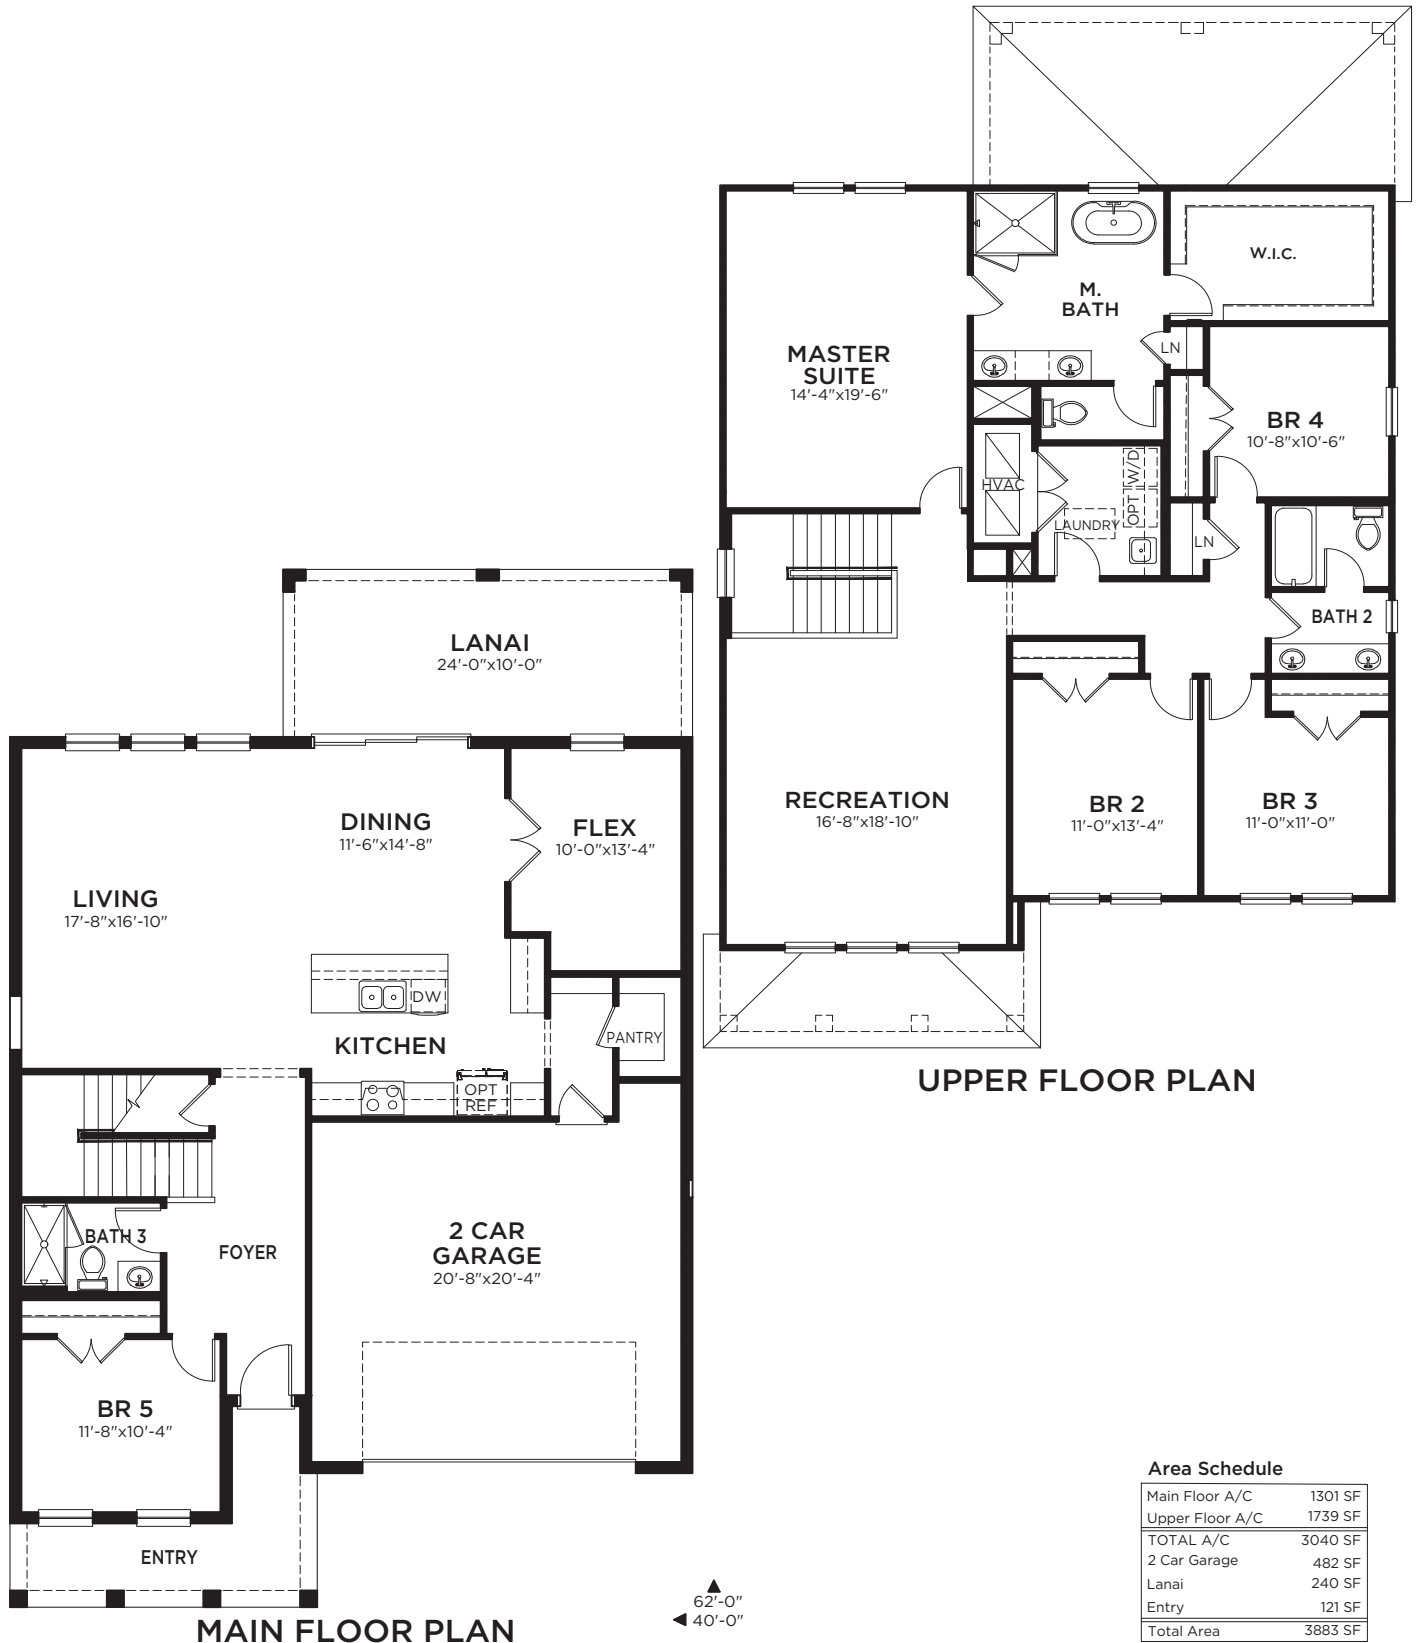 W.I.C.
M.
BATH
MASTER
SUITE
14'-4"x19'-6"
LN
BR 4
10'-8"x10'-6"
HVAC
LAUNDRY
OPT W/D
LN
BATH 2
RECREATION
16'-8"x18'-10"
BR 2
11'-0"x13'-4"
BR 3
11'-0"x11'-0"
UPPER FLOOR PLAN
LANAI
24'-0"x10'-0"
DINING
11'-6"x14'-8"
FLEX
10'-0"x13'-4"
LIVING
17'-8"x16'-10"
DW
KITCHEN
PANTRY
OPT
REF
2 CAR
GARAGE
20'-8"x20'-4"
BATH 3
FOYER
BR 5
11'-8"x10'-4"
ENTRY
MAIN FLOOR PLAN
62'-0"
40'-0"
Area Schedule
Main Floor A/C 1301 SF
Upper Floor A/C 1739 SF
TOTAL A/C 3040 SF
2 Car Garage 482 SF
Lanai 240 SF
Entry 121 SF
Total Area 3883 SF